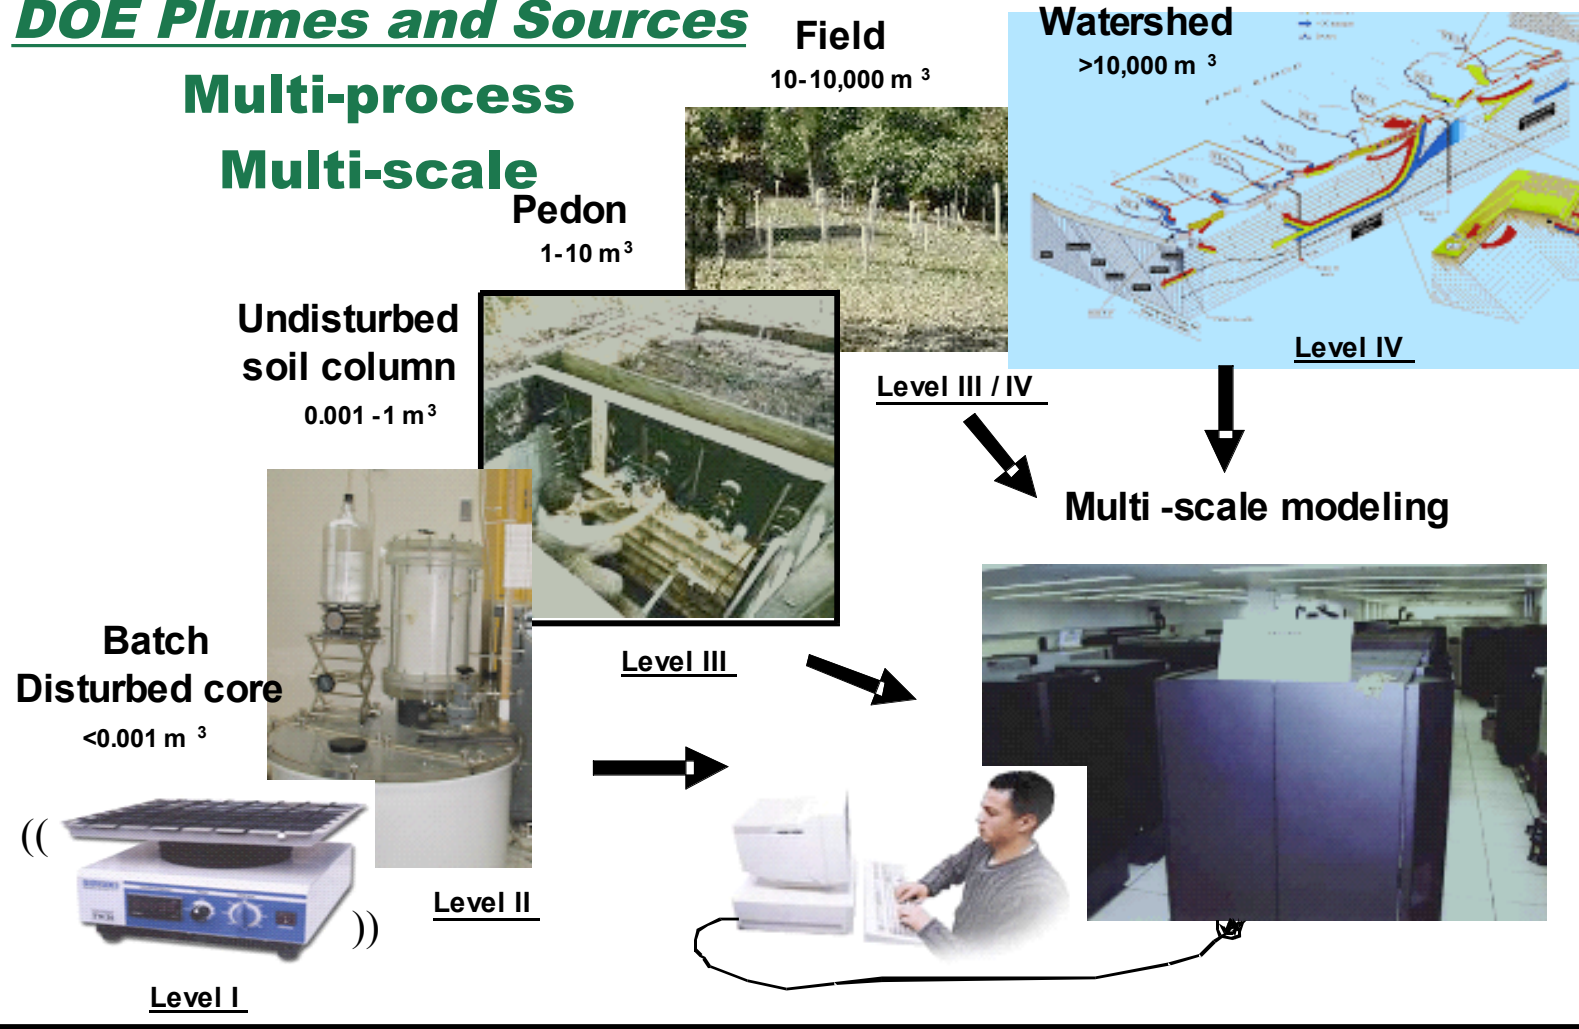 DOE Plumes and Sources
Multi-process
Multi-scale
Field
10-10,000 m 3
Watershed
>10,000 m 3
Pedon
1-10 m 3
Undisturbed
soil column
0.001 -1 m 3
Batch
Disturbed core
<0.001 m 3
((
))
Level I
Level II
Level III
Level III / IV
Level IV
Multi -scale modeling